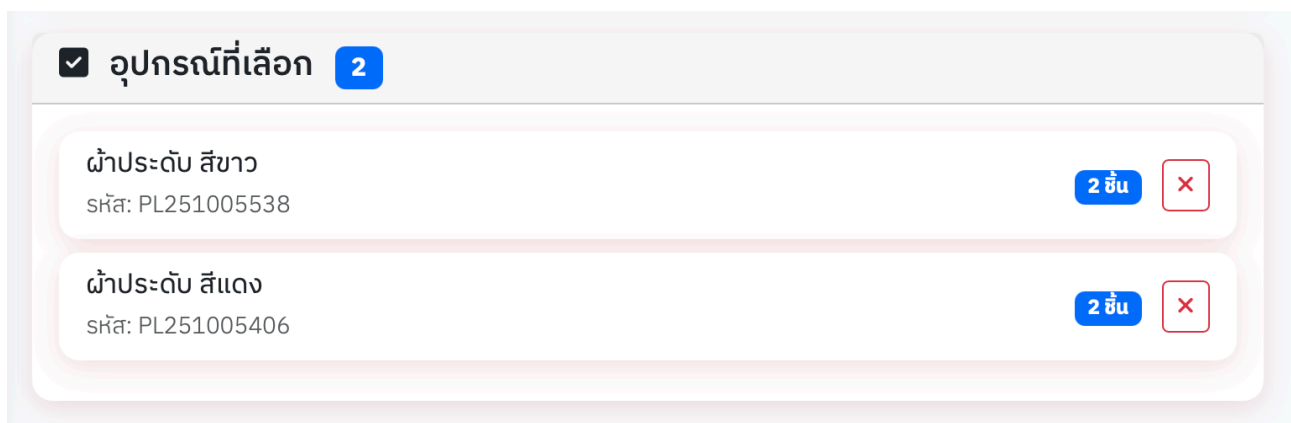 อุปกรณ์ที่เลือก 2
ผ้าประดับ สีขาว
รหัส: PL251005538
2 ชิ้น
ผ้าประดับ สีแดง
รหัส: PL251005406
2 ชิ้น